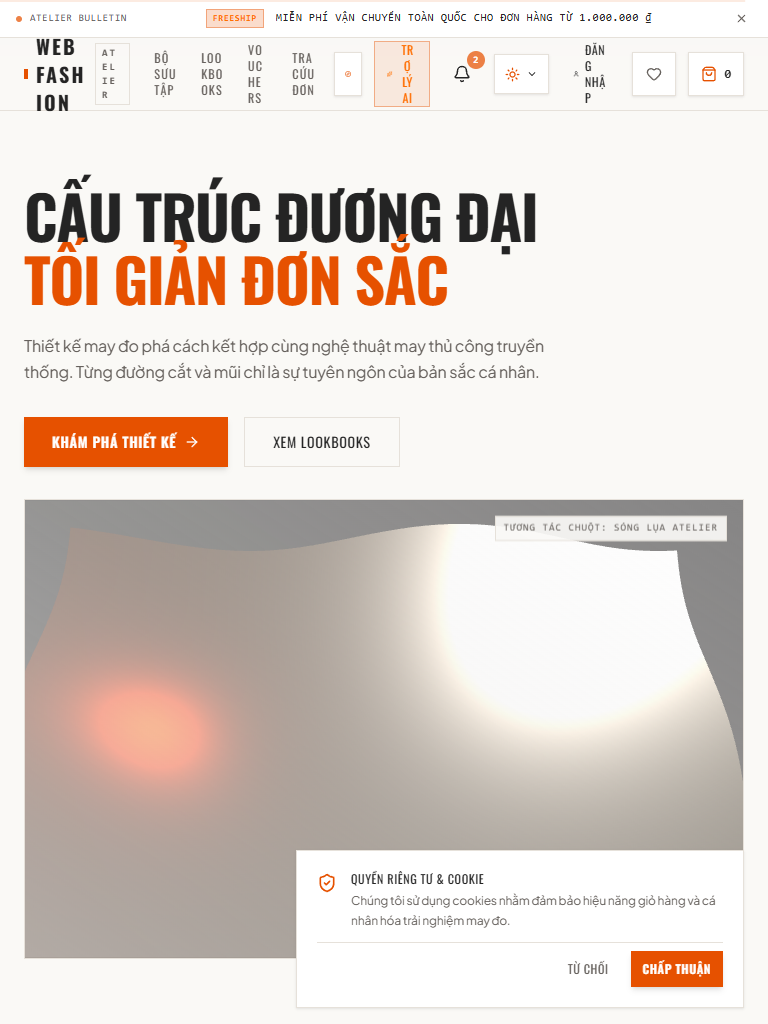 ATELIER BULLETIN
FREESHIP
MIỄN PHÍ VẬN CHUYỂN TOÀN QUỐC CHO ĐƠN HÀNG TỪ 1.000.000 ₫
WEB
FASH
ION
AT
EL
IE
R
BỘ
SƯU
TẬP
LOO
KBO
OKS
VO
UC
HE
RS
TRA
CỨU
ĐƠN
TR
Ợ
LÝ
AI
2
ĐĂN
G
NHẬ
P
0
CẤU TRÚC ĐƯƠNG ĐẠI
TỐI GIẢN ĐƠN SẮC
Thiết kế may đo phá cách kết hợp cùng nghệ thuật may thủ công truyền
thống. Từng đường cắt và mũi chỉ là sự tuyên ngôn của bản sắc cá nhân.
KHÁM PHÁ THIẾT KẾ
XEM LOOKBOOKS
TƯƠNG TÁC CHUỘT: SÓNG LỤA ATELIER
QUYỀN RIÊNG TƯ & COOKIE
Chúng tôi sử dụng cookies nhằm đảm bảo hiệu năng giỏ hàng và cá
nhân hóa trải nghiệm may đo.
TỪ CHỐI
CHẤP THUẬN